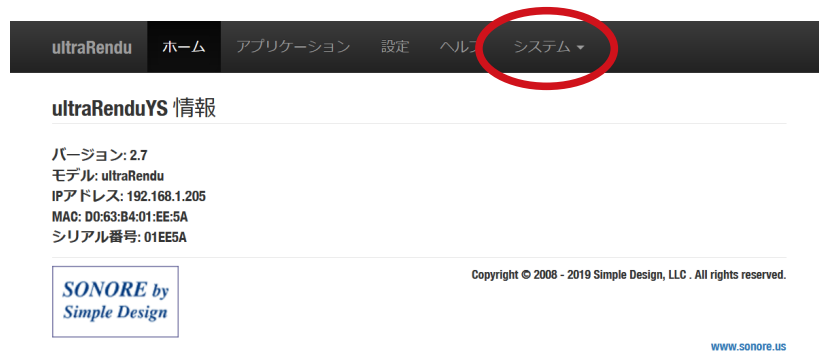 ultraRendu ホーム アプリケーション 設定 ヘルプ システム
ultraRenduYS 情報
バージョン: 2.7
モデル: ultraRendu
IPアドレス: 192.168.1.205
MAC: D0:63:B4:01:EE:5A
シリアル番号: 01EE5A
SONORE by
Simple Design
Copyright © 2008 - 2019 Simple Design, LLC . All rights reserved.
www.sonore.us